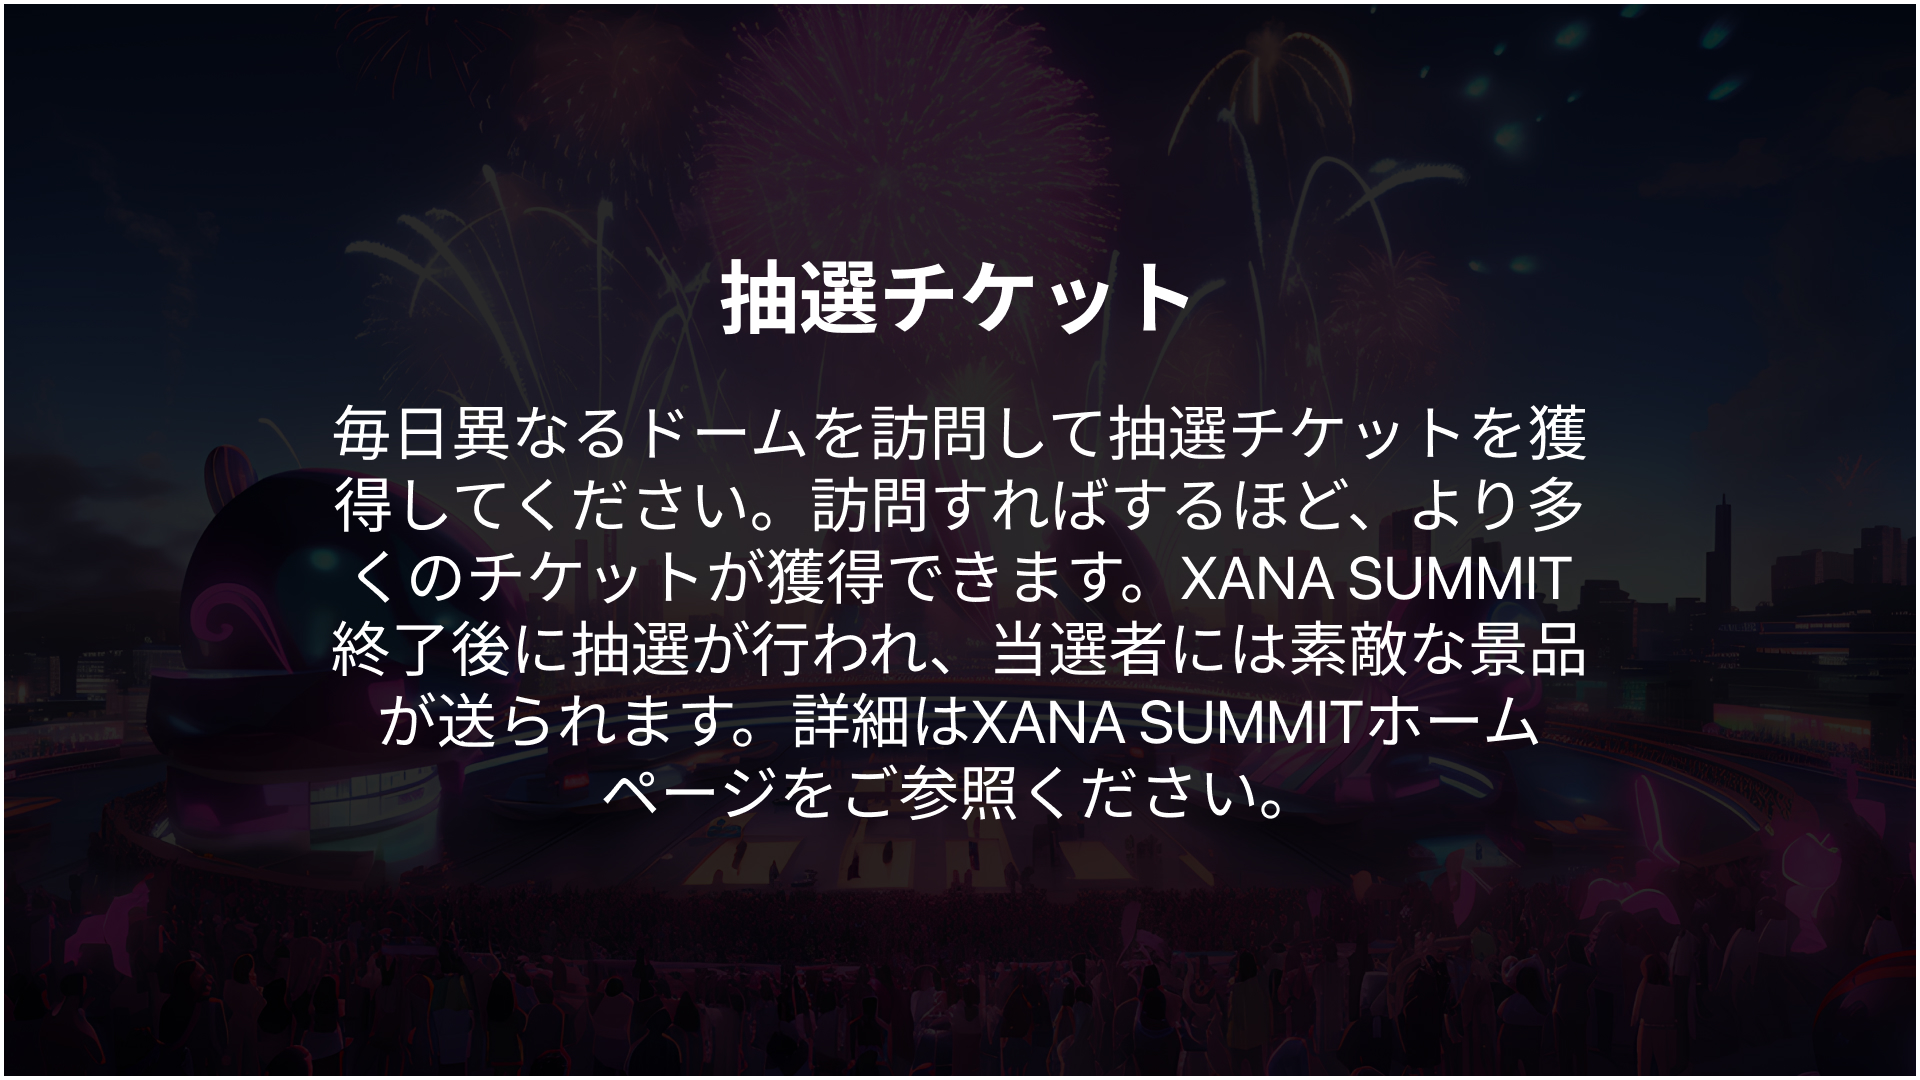 抽選チケット
毎日異なるドームを訪問して抽選チケットを獲
得してください。訪問すればするほど、より多
くのチケットが獲得できます。XANA SUMMIT
終了後に抽選が行われ、当選者には素敵な景品
が送られます。詳細はXANA SUMMITホーム
ページをご参照ください。